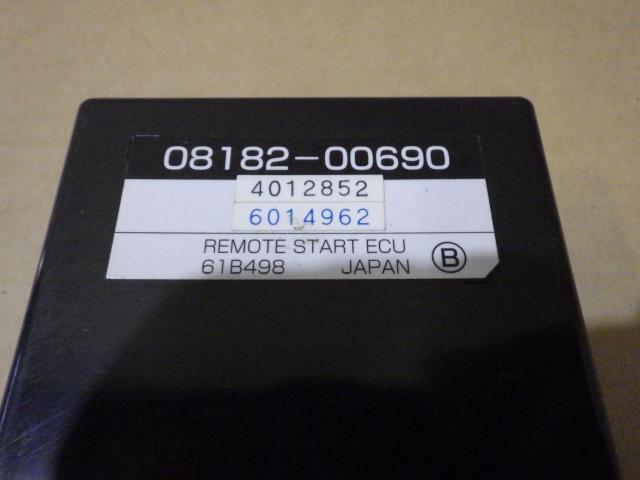 08182-00690
4012852
6014962
REMOTE START ECU
61B498 JAPAN B